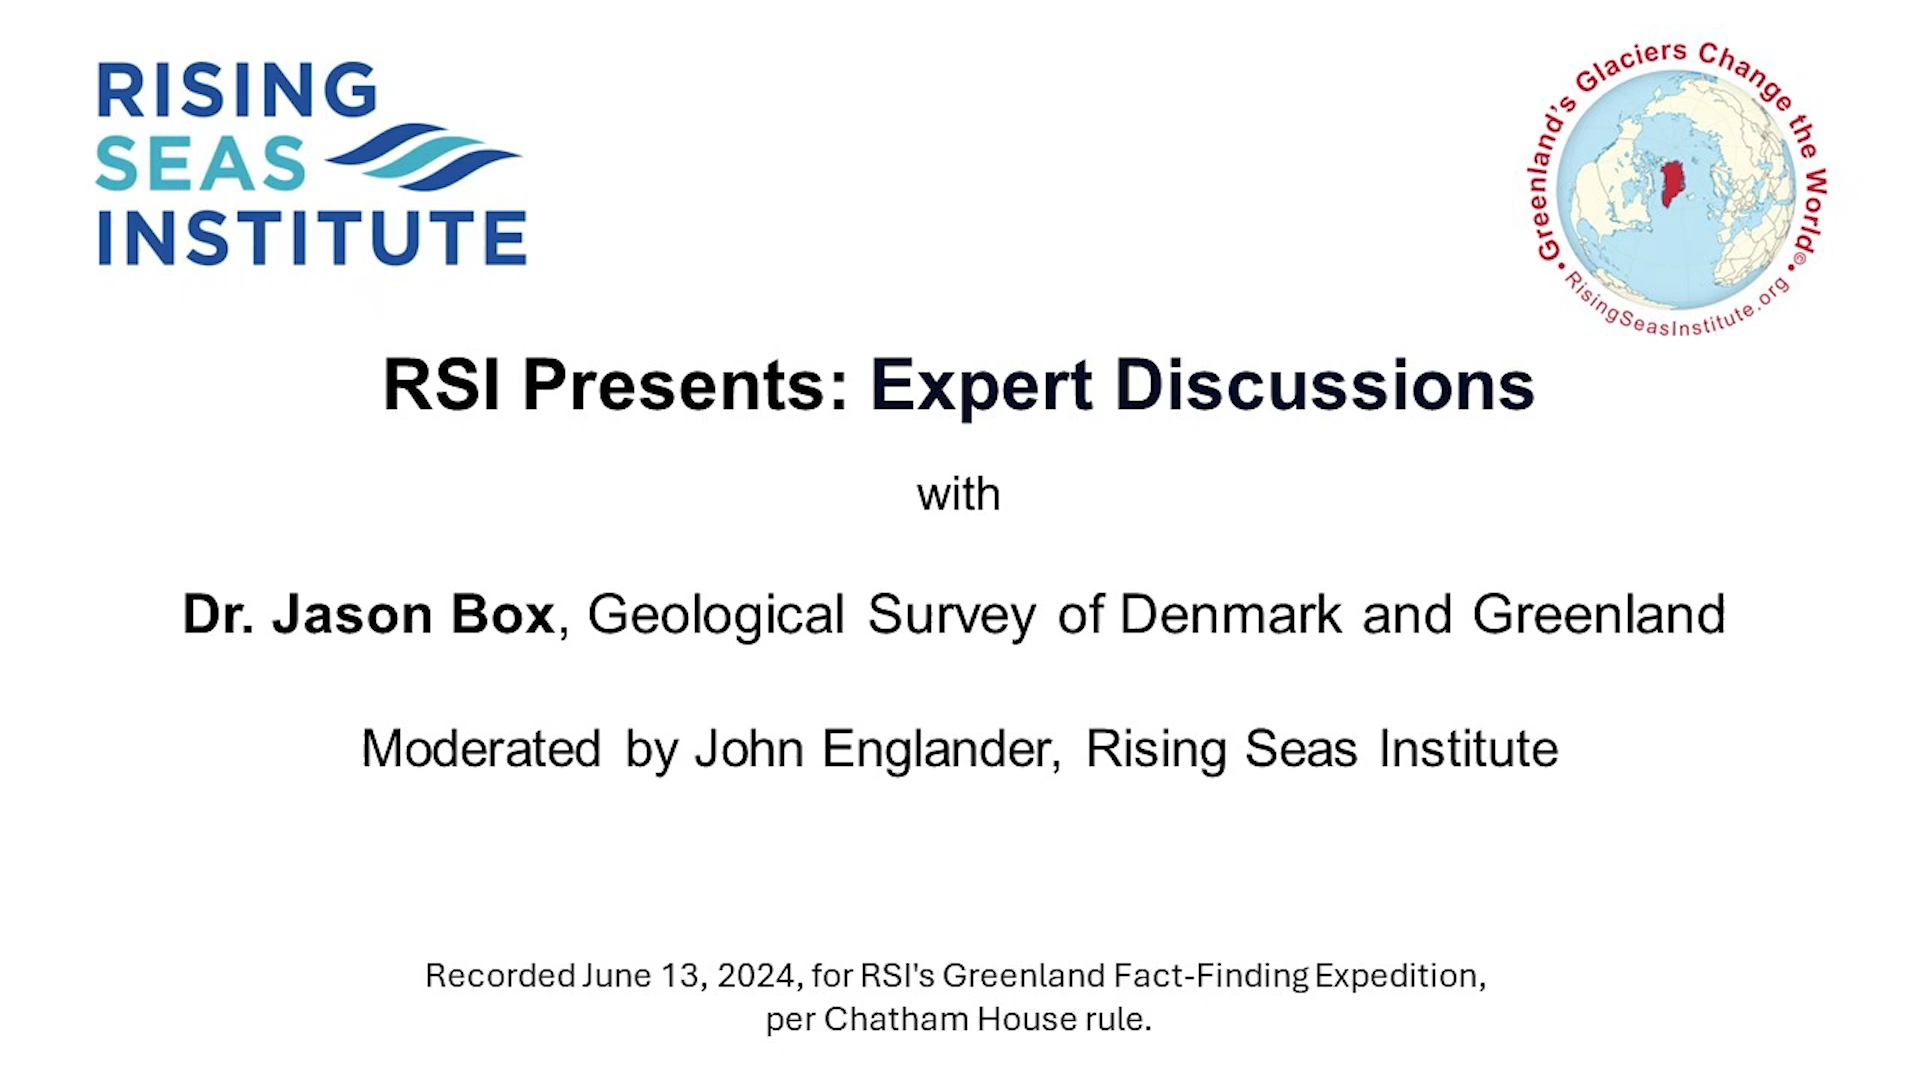 RISING
SEAS
INSTITUTE
Greenland's Glaciers Change the World®
• RisingSeasInstitute.org •
RSI Presents: Expert Discussions
with
Dr. Jason Box, Geological Survey of Denmark and Greenland
Moderated by John Englander, Rising Seas Institute
Recorded June 13, 2024, for RSI's Greenland Fact-Finding Expedition,
per Chatham House rule.